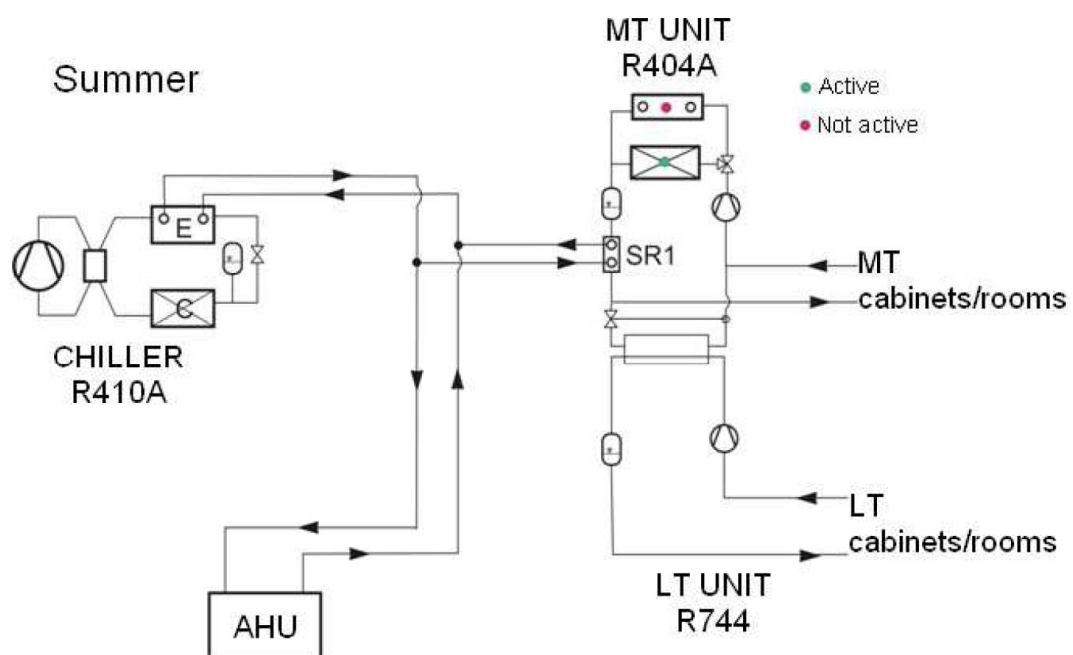 Summer
MT UNIT
R404A
Active
Not active
E
C
CHILLER
R410A
SR1
MT
cabinets/rooms
LT
cabinets/rooms
LT UNIT
R744
AHU